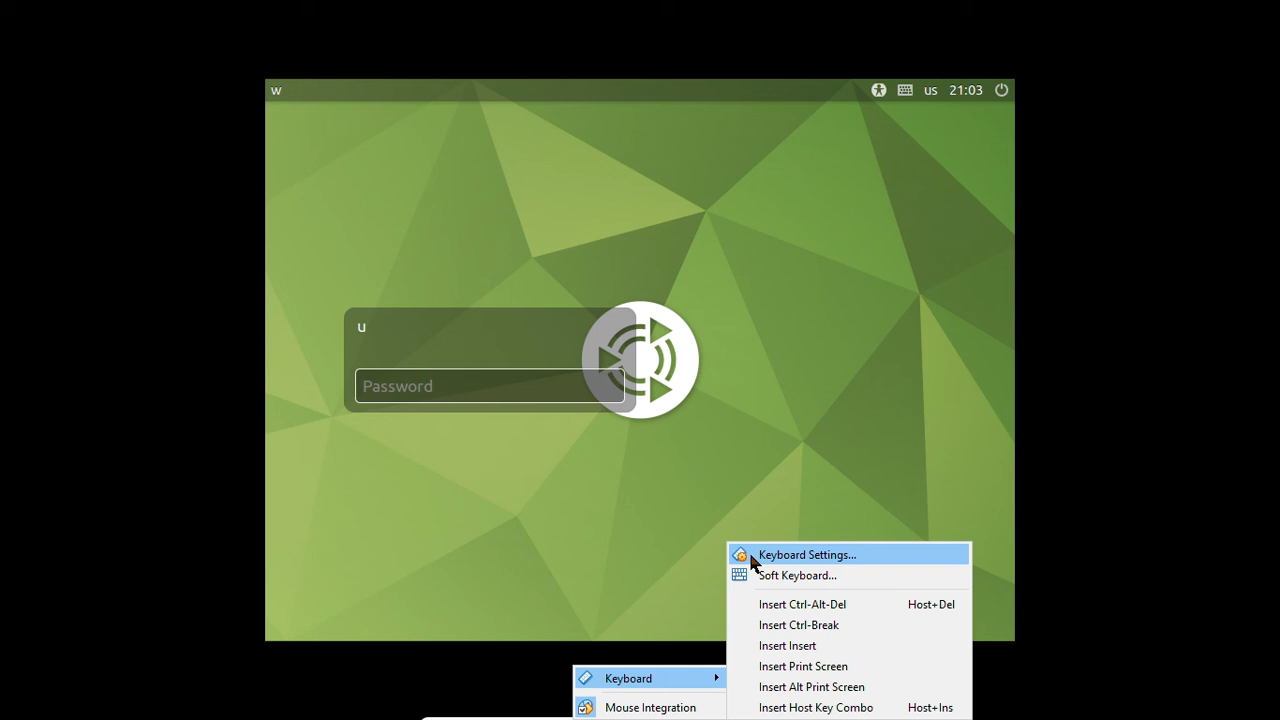 w
us 21:03
u
Password
Keyboard Settings...
Soft Keyboard...
Insert Ctrl-Alt-Del Host+Del
Insert Ctrl-Break
Insert Insert
Insert Print Screen
Keyboard
Insert Alt Print Screen
Mouse Integration
Insert Host Key Combo Host+Ins